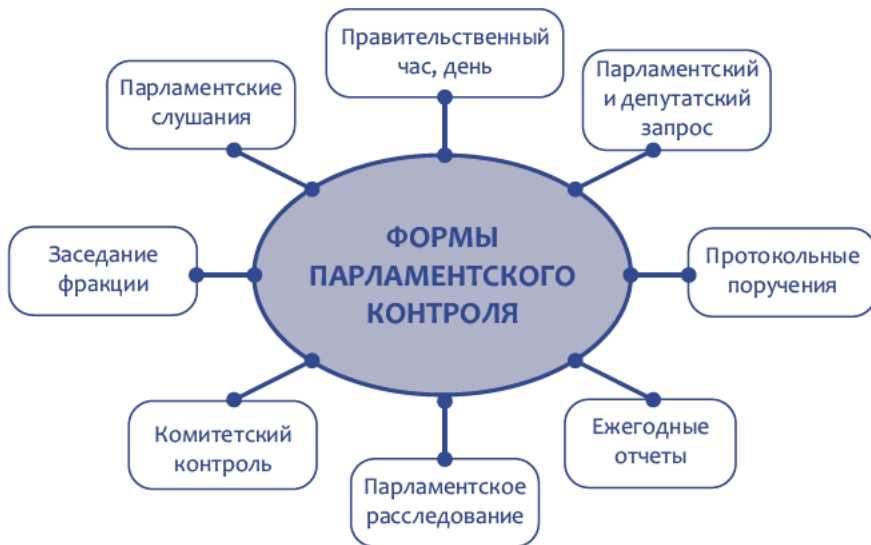 Правительственный
час, день
Парламентский
и депутатский
запрос
Парламентские
слушания
ФОРМЫ
ПАРЛАМЕНТСКОГО
КОНТРОЛЯ
Заседание
фракции
Протокольные
поручения
Комитетский
контроль
Ежегодные
отчеты
Парламентское
расследование